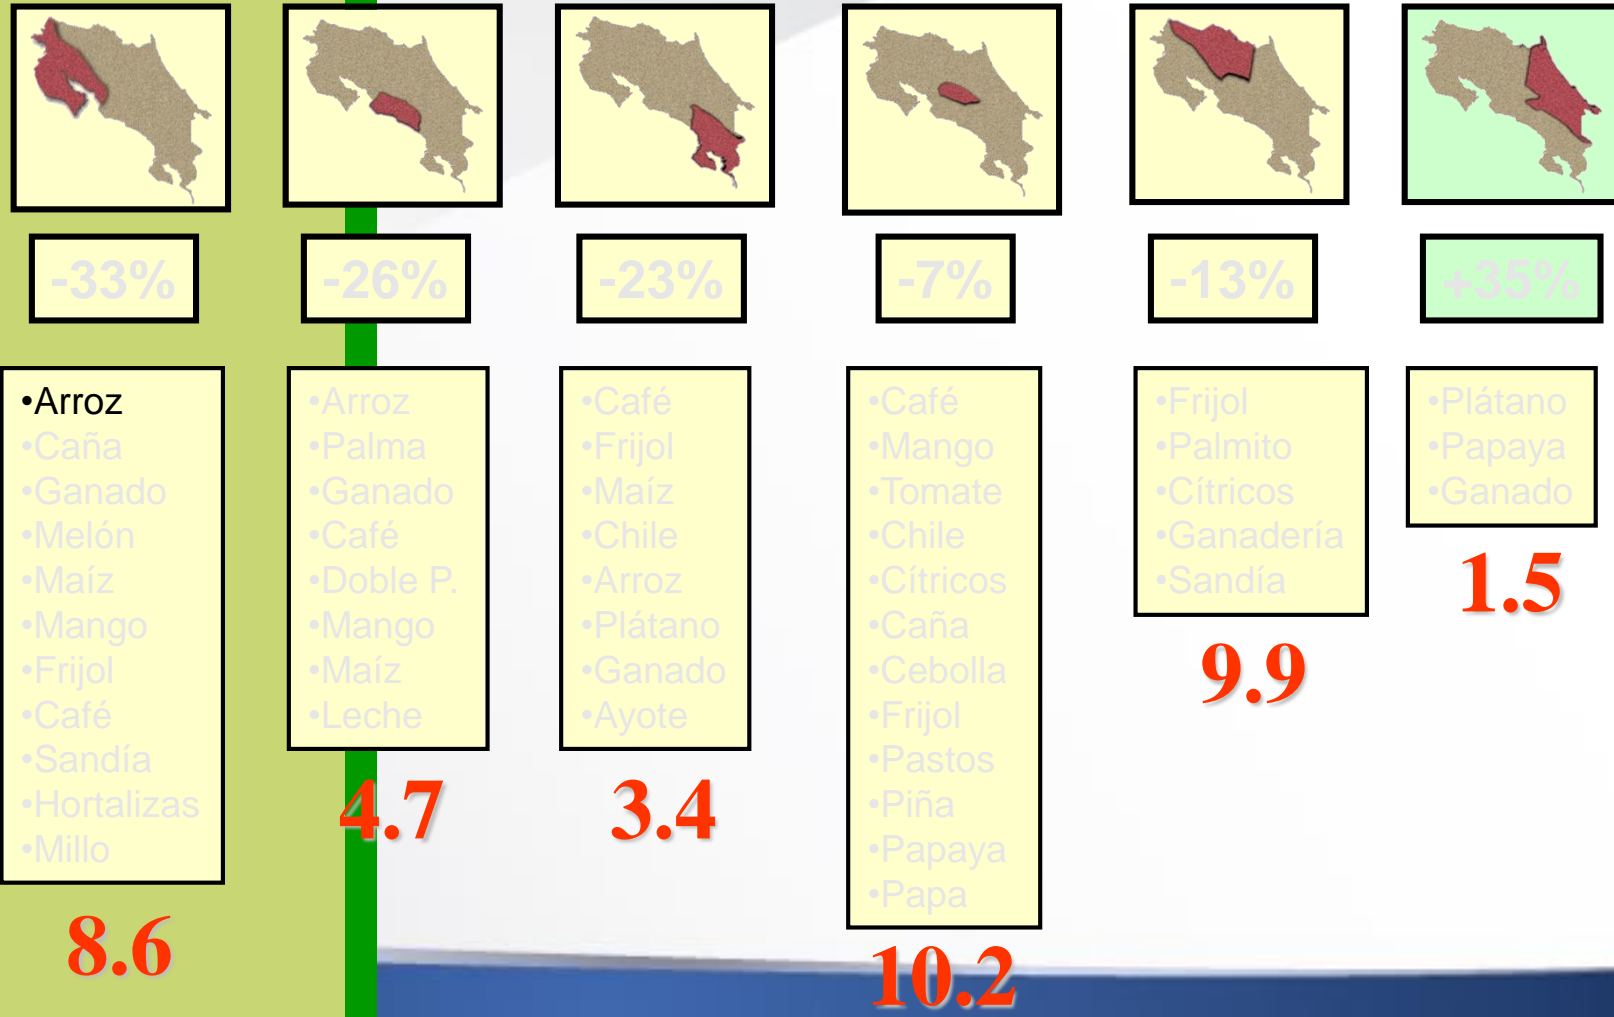 -33%
-26%
-23%
-7%
-13%
+35%
•Arroz
•Caña
•Ganado
•Melón
•Maíz
•Mango
•Frijol
•Café
•Sandía
•Hortalizas
•Millo
8.6
•Arroz
•Palma
•Ganado
•Café
•Doble P.
•Mango
•Maíz
•Leche
4.7
•Café
•Frijol
•Maíz
•Chile
•Arroz
•Plátano
•Ganado
•Ayote
3.4
•Café
•Mango
•Tomate
•Chile
•Cítricos
•Caña
•Cebolla
•Frijol
•Pastos
•Piña
•Papaya
•Papa
10.2
•Frijol
•Palmito
•Cítricos
•Ganadería
•Sandía
9.9
•Plátano
•Papaya
•Ganado
1.5